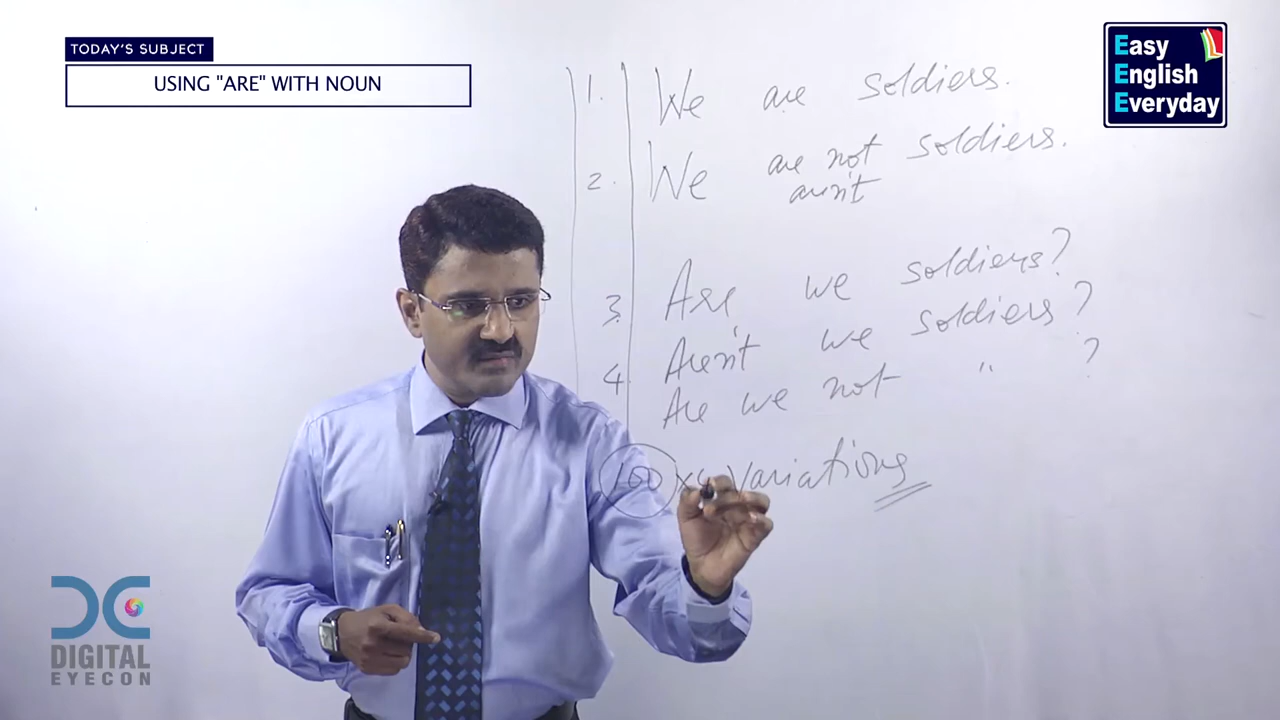 TODAY'S SUBJECT
USING "ARE" WITH NOUN
Easy
English
Everyday
1. We are soldiers.
2. We are not soldiers.
aren't
3. Are we soldiers?
Aren't we soldiers?
4 Are we not " ?
100 x 4 variations
DIGITAL
EYECON